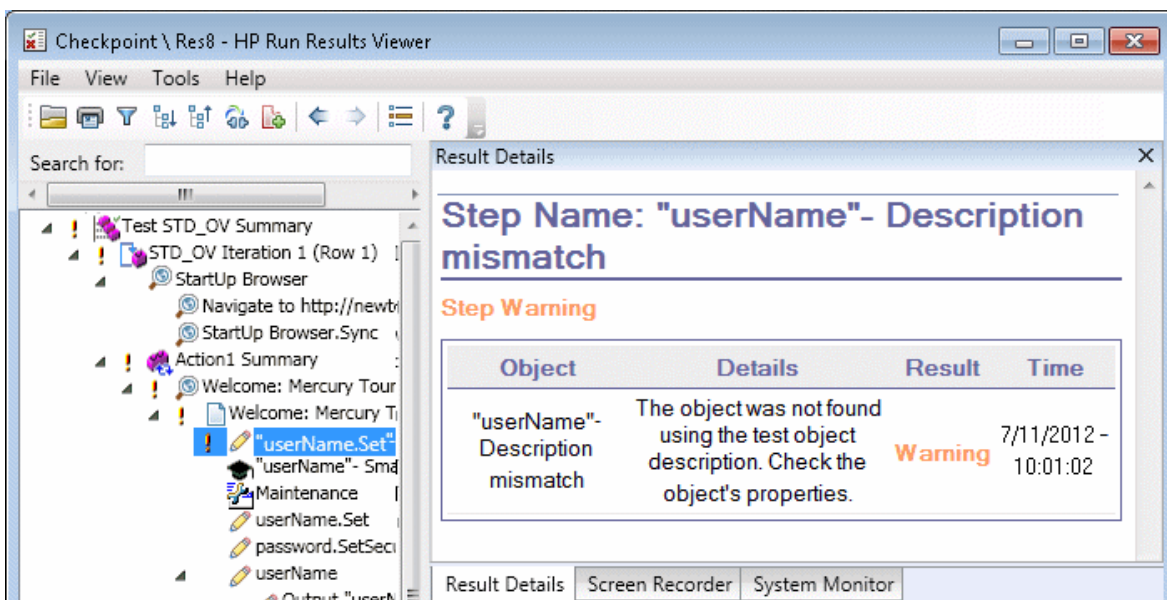 Checkpoint \ Res8 - HP Run Results Viewer
File View Tools Help
Search for:
Test STD_OV Summary
STD_OV Iteration 1 (Row 1)
StartUp Browser
Navigate to http://newt
StartUp Browser.Sync
Action1 Summary
Welcome: Mercury Tour
Welcome: Mercury T
"userName.Set"-
"userName"- Sma
Maintenance
userName.Set
password.SetSec
userName
Output "user
Result Details
Step Name: "userName"- Description
mismatch
Step Warning
Object Details Result Time
"userName"-
Description
mismatch
The object was not found
using the test object
description. Check the
object's properties.
Warning
7/11/2012 -
10:01:02
Result Details Screen Recorder System Monitor